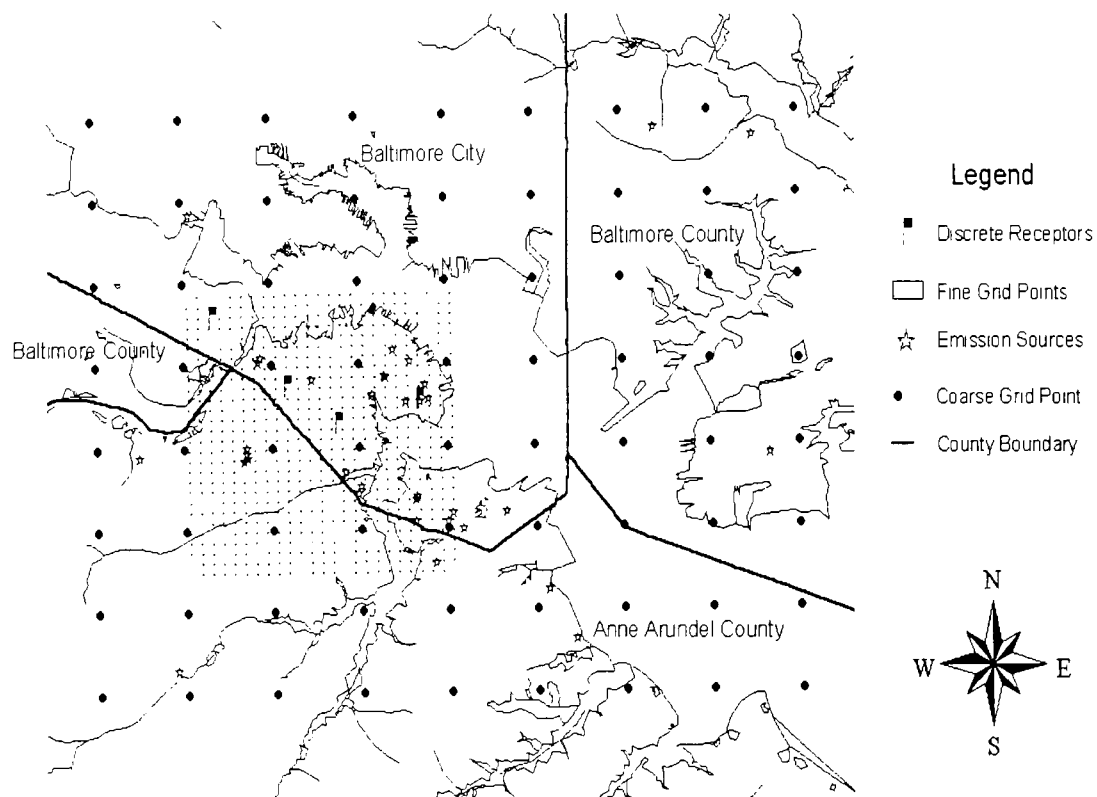 Baltimore City
Baltimore County
Baltimore County
Anne Arundel County
Legend
Discrete Receptors
Fine Grid Points
Emission Sources
Coarse Grid Point
County Boundary
N
W
E
S